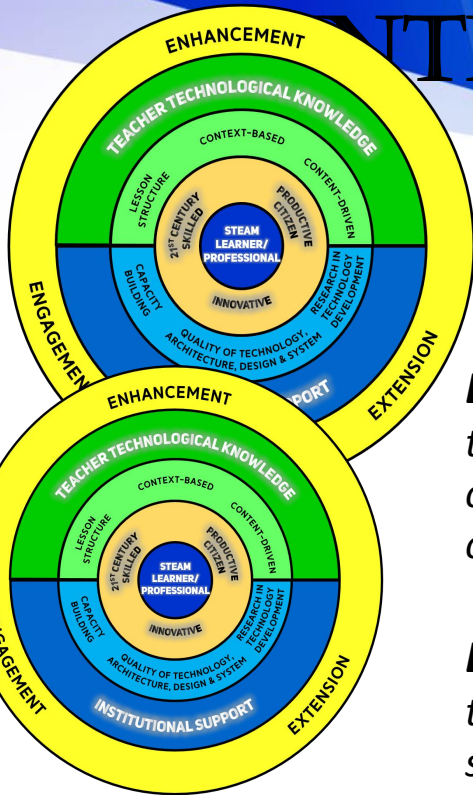 ENHANCEMENT
TEACHER TECHNOLOGICAL KNOWLEDGE
CONTEXT-BASED
LESSON
STRUCTURE
CONTENT-DRIVEN
21ST CENTURY
SKILLED
PRODUCTIVE
CITIZEN
STEAM
LEARNER/
PROFESSIONAL
INNOVATIVE
CAPACITY
BUILDING
QUALITY OF TECHNOLOGY,
ARCHITECTURE, DESIGN & SYSTEM
RESEARCH IN
TECHNOLOGY
DEVELOPMENT
ENGAGEMEN
EXTENSION
PORT
ENHANCEMENT
TEACHER TECHNOLOGICAL KNOWLEDGE
CONTEXT-BASED
LESSON
STRUCTURE
CONTENT-DRIVEN
21ST CENTURY
SKILLED
PRODUCTIVE
CITIZEN
STEAM
LEARNER/
PROFESSIONAL
INNOVATIVE
CAPACITY
BUILDING
QUALITY OF TECHNOLOGY,
ARCHITECTURE, DESIGN & SYSTEM
RESEARCH IN
TECHNOLOGY
DEVELOPMENT
INSTITUTIONAL SUPPORT
GAGEMENT
EXTENSION